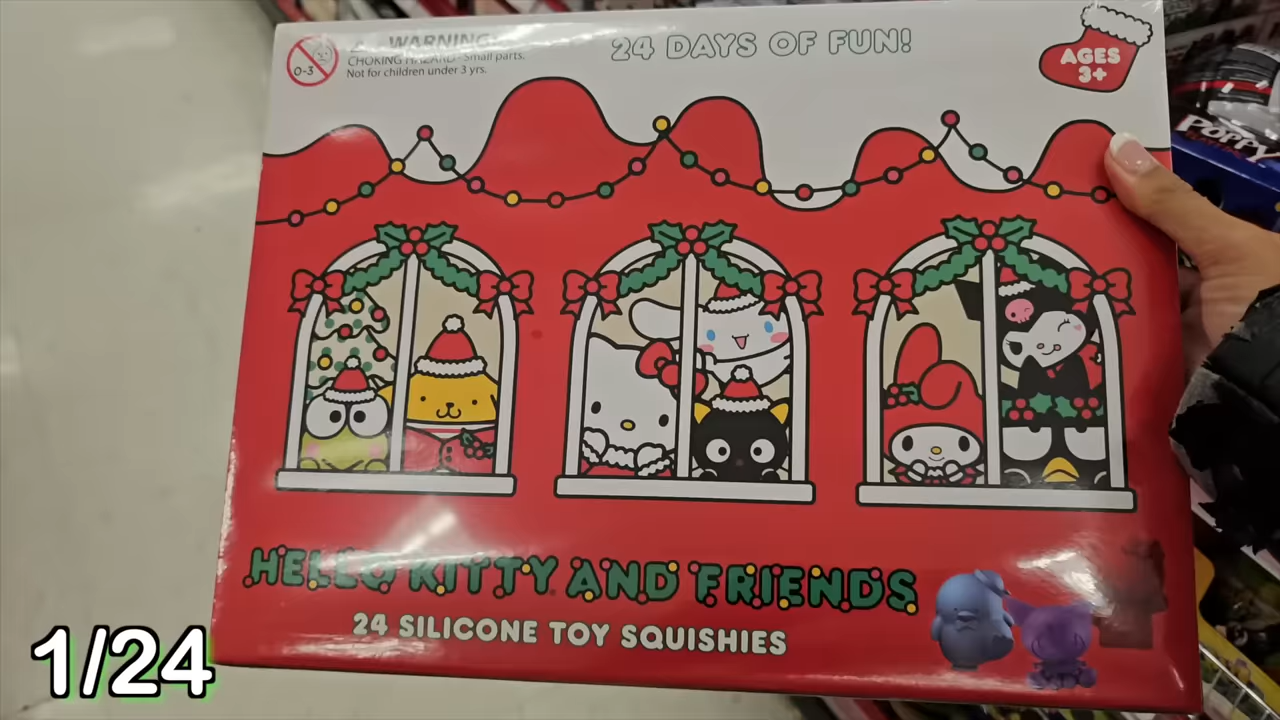 WARNING:
CHOKING HAZARD- Small parts.
Not for children under 3 yrs.
0-3
24 DAYS OF FUN!
AGES
3+
POPPY
HELLO KITTY AND FRIENDS
24 SILICONE TOY SQUISHIES
1/24